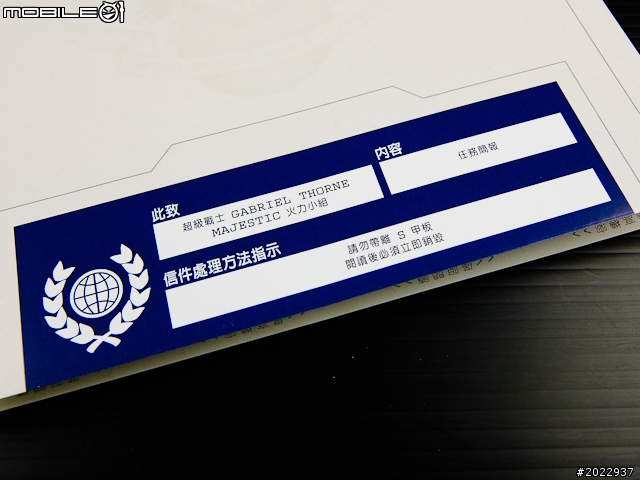 MOBILE01
此致
超級戰士 GABRIEL THORNE
MAJESTIC 火力小組
內容
任務簡報
信件處理方法指示
請勿帶離 S 甲板
閱讀後必須立即銷毀
#2022937